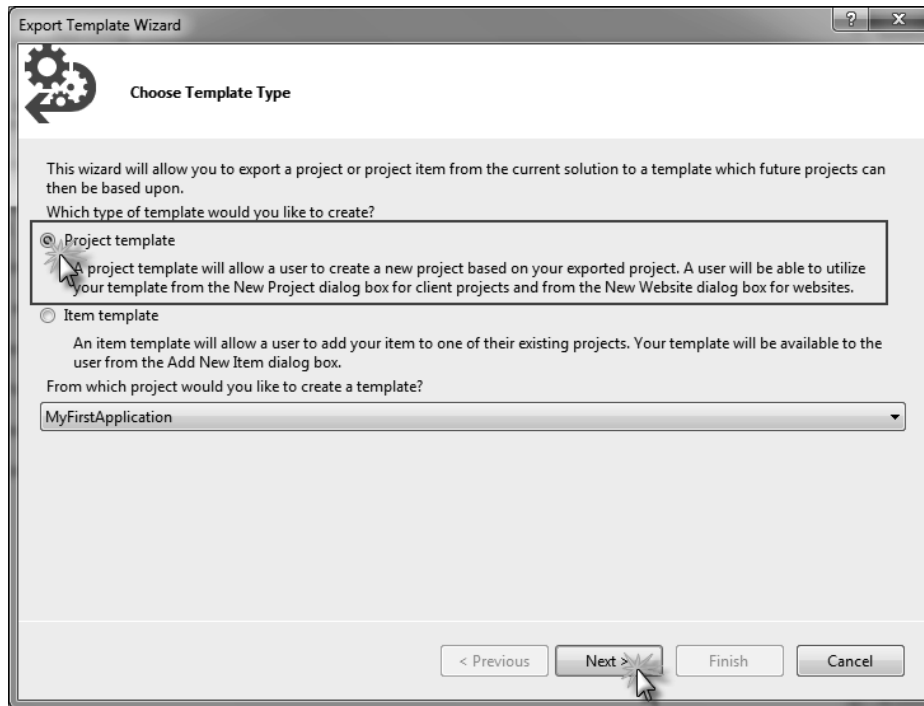 Export Template Wizard
Choose Template Type
This wizard will allow you to export a project or project item from the current solution to a template which future projects can
then be based upon.
Which type of template would you like to create?
Project template
A project template will allow a user to create a new project based on your exported project. A user will be able to utilize
your template from the New Project dialog box for client projects and from the New Website dialog box for websites.
Item template
An item template will allow a user to add your item to one of their existing projects. Your template will be available to the
user from the Add New Item dialog box.
From which project would you like to create a template?
MyFirstApplication
< Previous Next > Finish Cancel